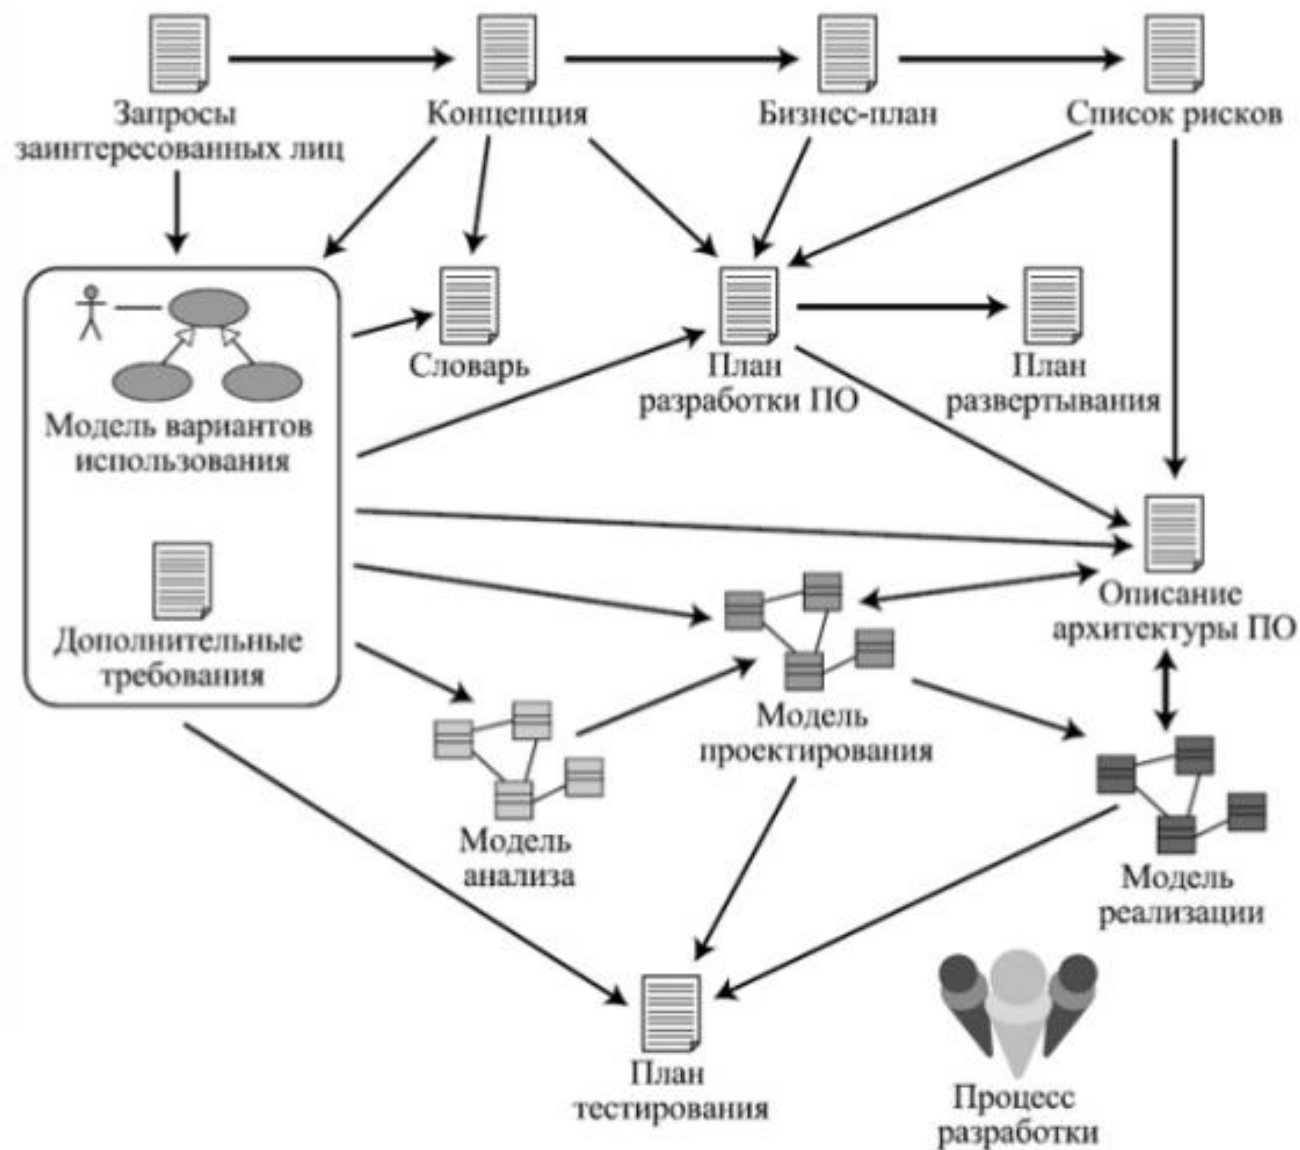 Запросы
заинтересованных лиц
Концепция
Бизнес-план
Список рисков
Модель вариантов
использования
Дополнительные
требования
Словарь
План
разработки ПО
План
развертывания
Описание
архитектуры ПО
Модель
проектирования
Модель
анализа
Модель
реализации
План
тестирования
Процесс
разработки